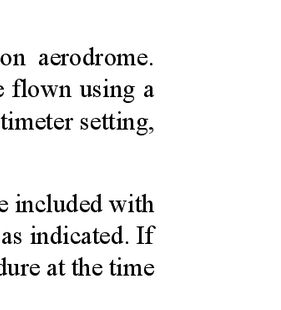 on aerodrome.
flown using a
timeter setting,
included with
as indicated. If
dure at the time